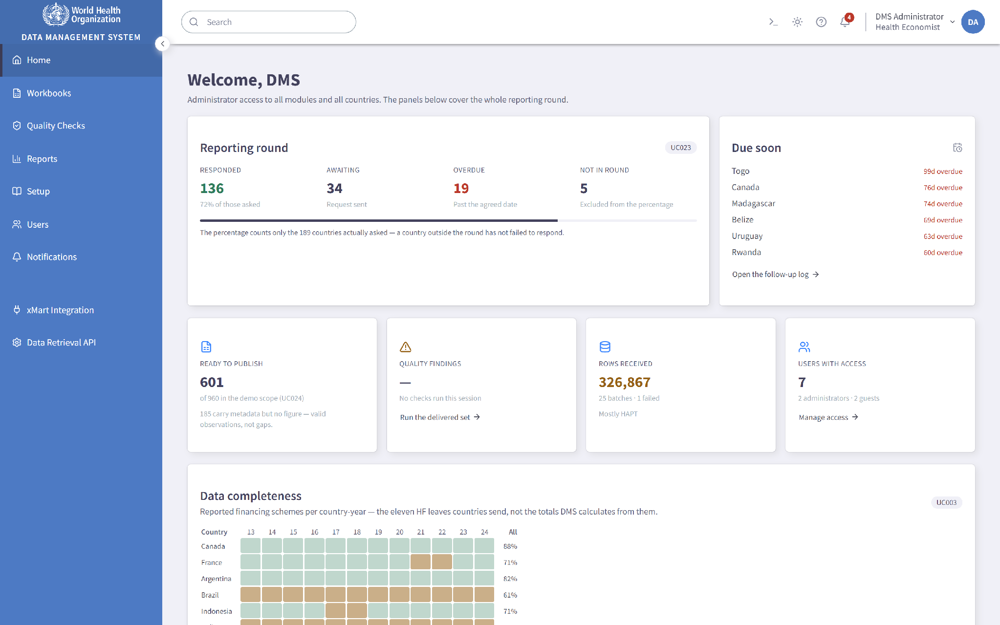 World Health
Organization
DATA MANAGEMENT SYSTEM
Home
Workbooks
Quality Checks
Reports
Setup
Users
Notifications
xMart Integration
Data Retrieval API
Search
4
DMS Administrator
Health Economist
DA
Welcome, DMS
Administrator access to all modules and all countries. The panels below cover the whole reporting round.
Reporting round
UC023
RESPONDED
136
72% of those asked
AWAITING
34
Request sent
OVERDUE
19
Past the agreed date
NOT IN ROUND
5
Excluded from the percentage
The percentage counts only the 189 countries actually asked — a country outside the round has not failed to respond.
Due soon
Togo 99d overdue
Canada 76d overdue
Madagascar 74d overdue
Belize 69d overdue
Uruguay 63d overdue
Rwanda 60d overdue
Open the follow-up log →
READY TO PUBLISH
601
of 960 in the demo scope (UC024)
185 carry metadata but no figure — valid
observations, not gaps.
QUALITY FINDINGS
—
No checks run this session
Run the delivered set →
ROWS RECEIVED
326,867
25 batches · 1 failed
Mostly HAPT
USERS WITH ACCESS
7
2 administrators · 2 guests
Manage access →
Data completeness
UC003
Reported financing schemes per country-year — the eleven HF leaves countries send, not the totals DMS calculates from them.
Country 13 14 15 16 17 18 19 20 21 22 23 24 All
Canada 88%
France 71%
Argentina 82%
Brazil 61%
Indonesia 71%